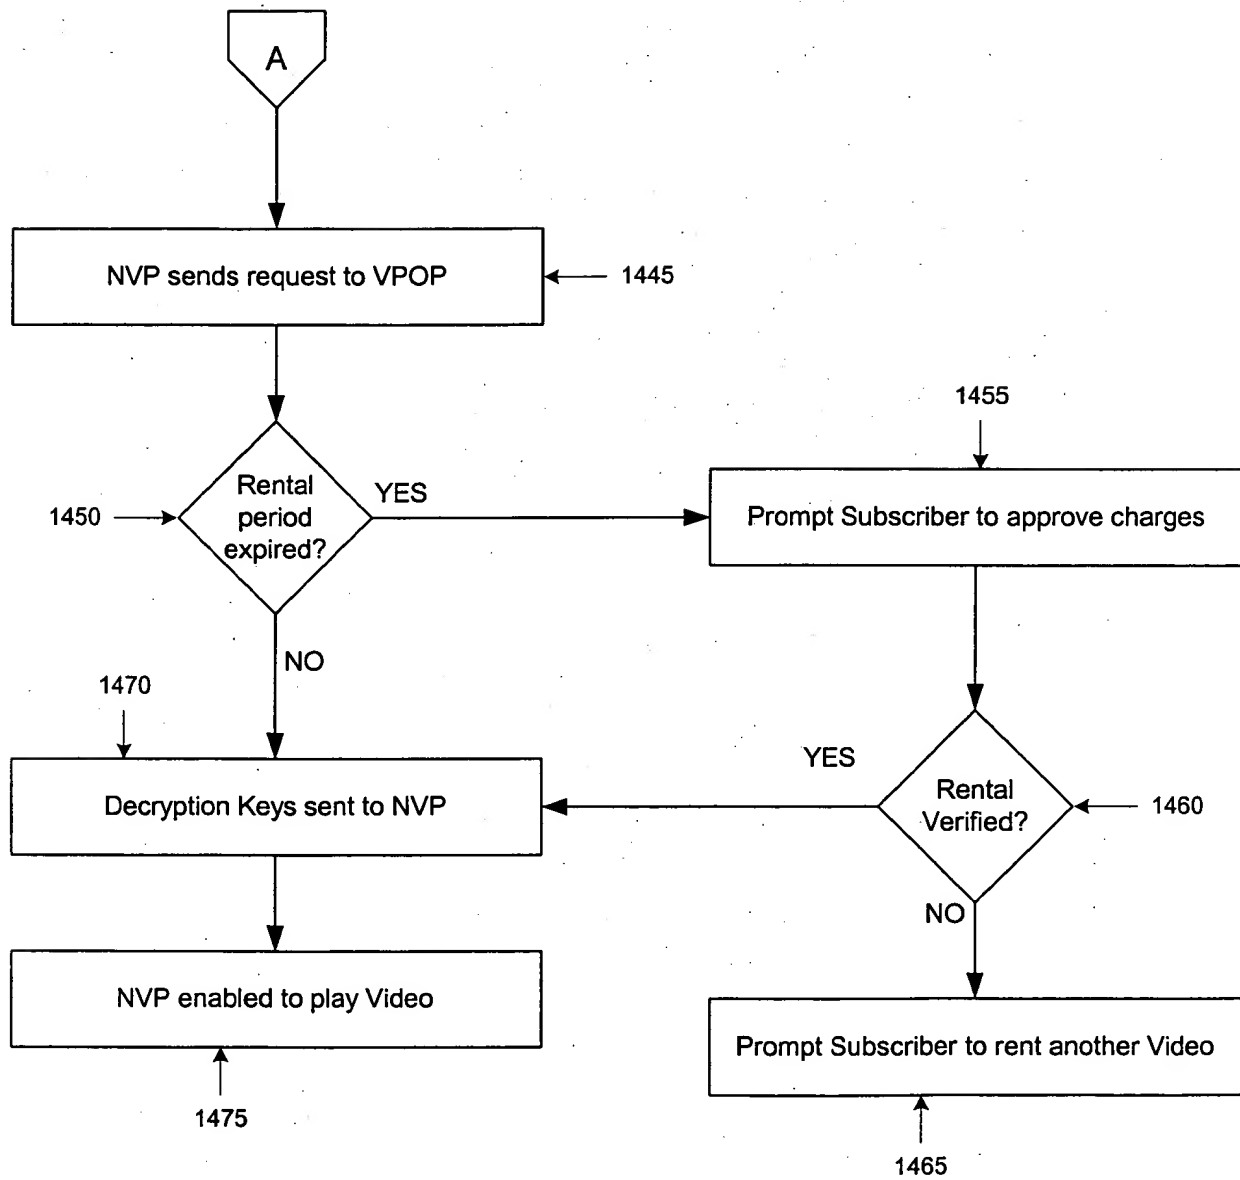 A
NVP sends request to VPOP
1445
1455
Rental
period
expired?
YES
1450
Prompt Subscriber to approve charges
NO
1470
YES
Decryption Keys sent to NVP
Rental
Verified?
1460
NO
NVP enabled to play Video
Prompt Subscriber to rent another Video
1475
1465